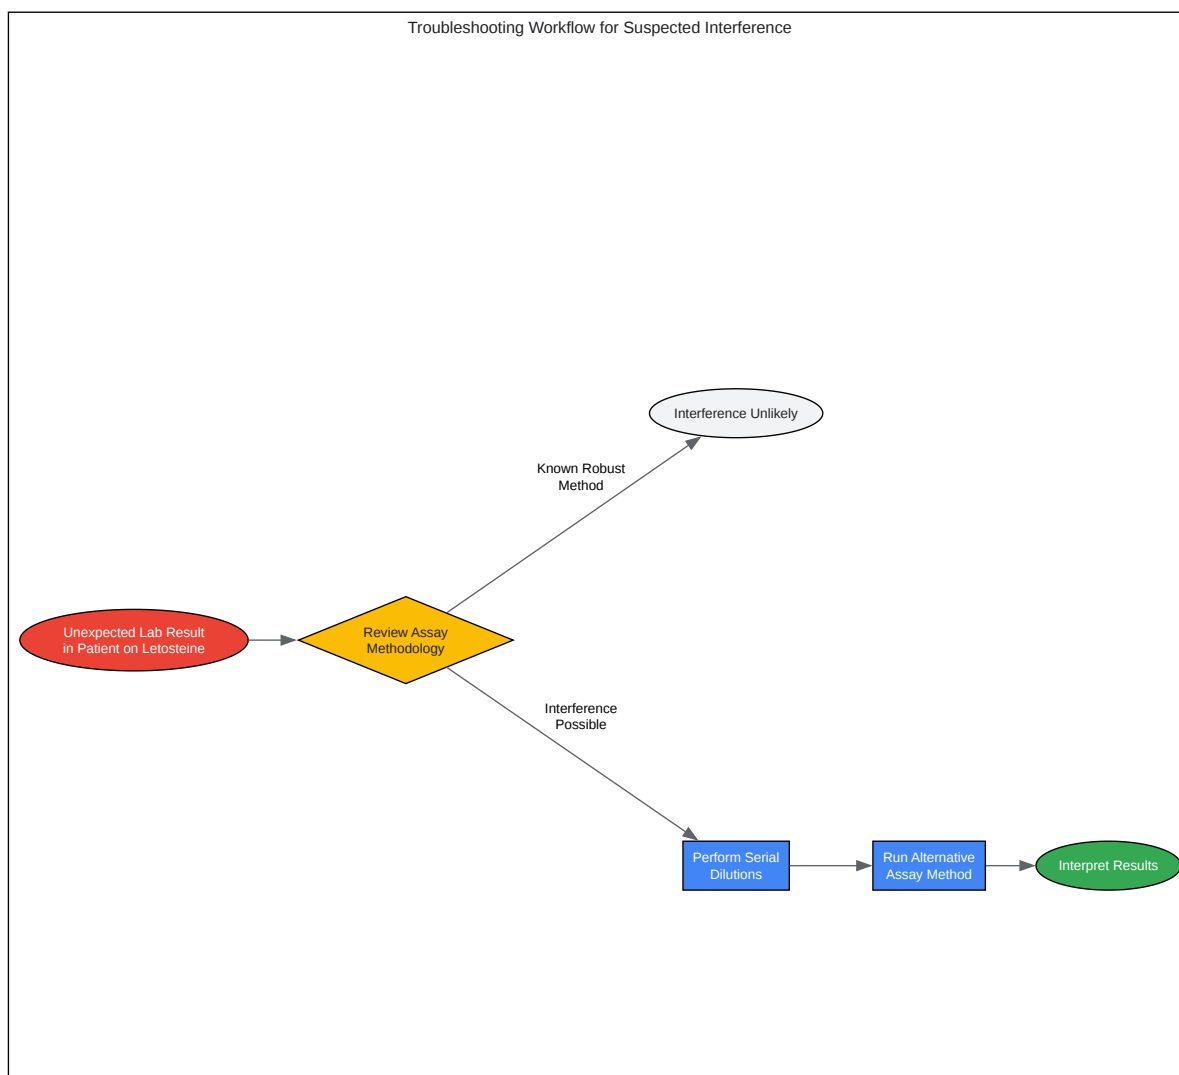 Troubleshooting Workflow for Suspected Interference
Interference Unlikely
Known Robust
Method
Unexpected Lab Result
in Patient on Letosteine
Review Assay
Methodology
Interference
Possible
Perform Serial
Dilutions
Run Alternative
Assay Method
Interpret Results